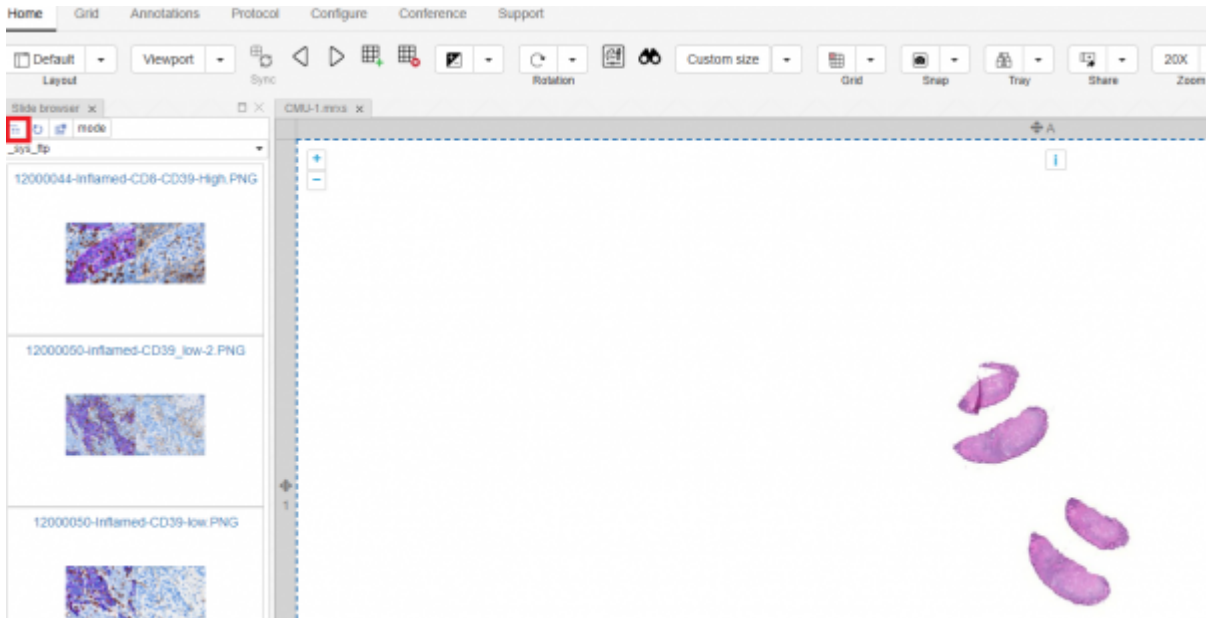 Home Grid Annotations Protocol Configure Conference Support
Default Viewport Custom size 20X
Layout Sync Rotation Grid Snap Tray Share Zoom
Slide browser x CMU-1.mrxs x
mode A
_sys_ftp
+ i
−
12000044-Inflamed-CD8-CD39-High.PNG
12000050-inflamed-CD39_low-2.PNG
1
12000050-Inflamed-CD39-low.PNG